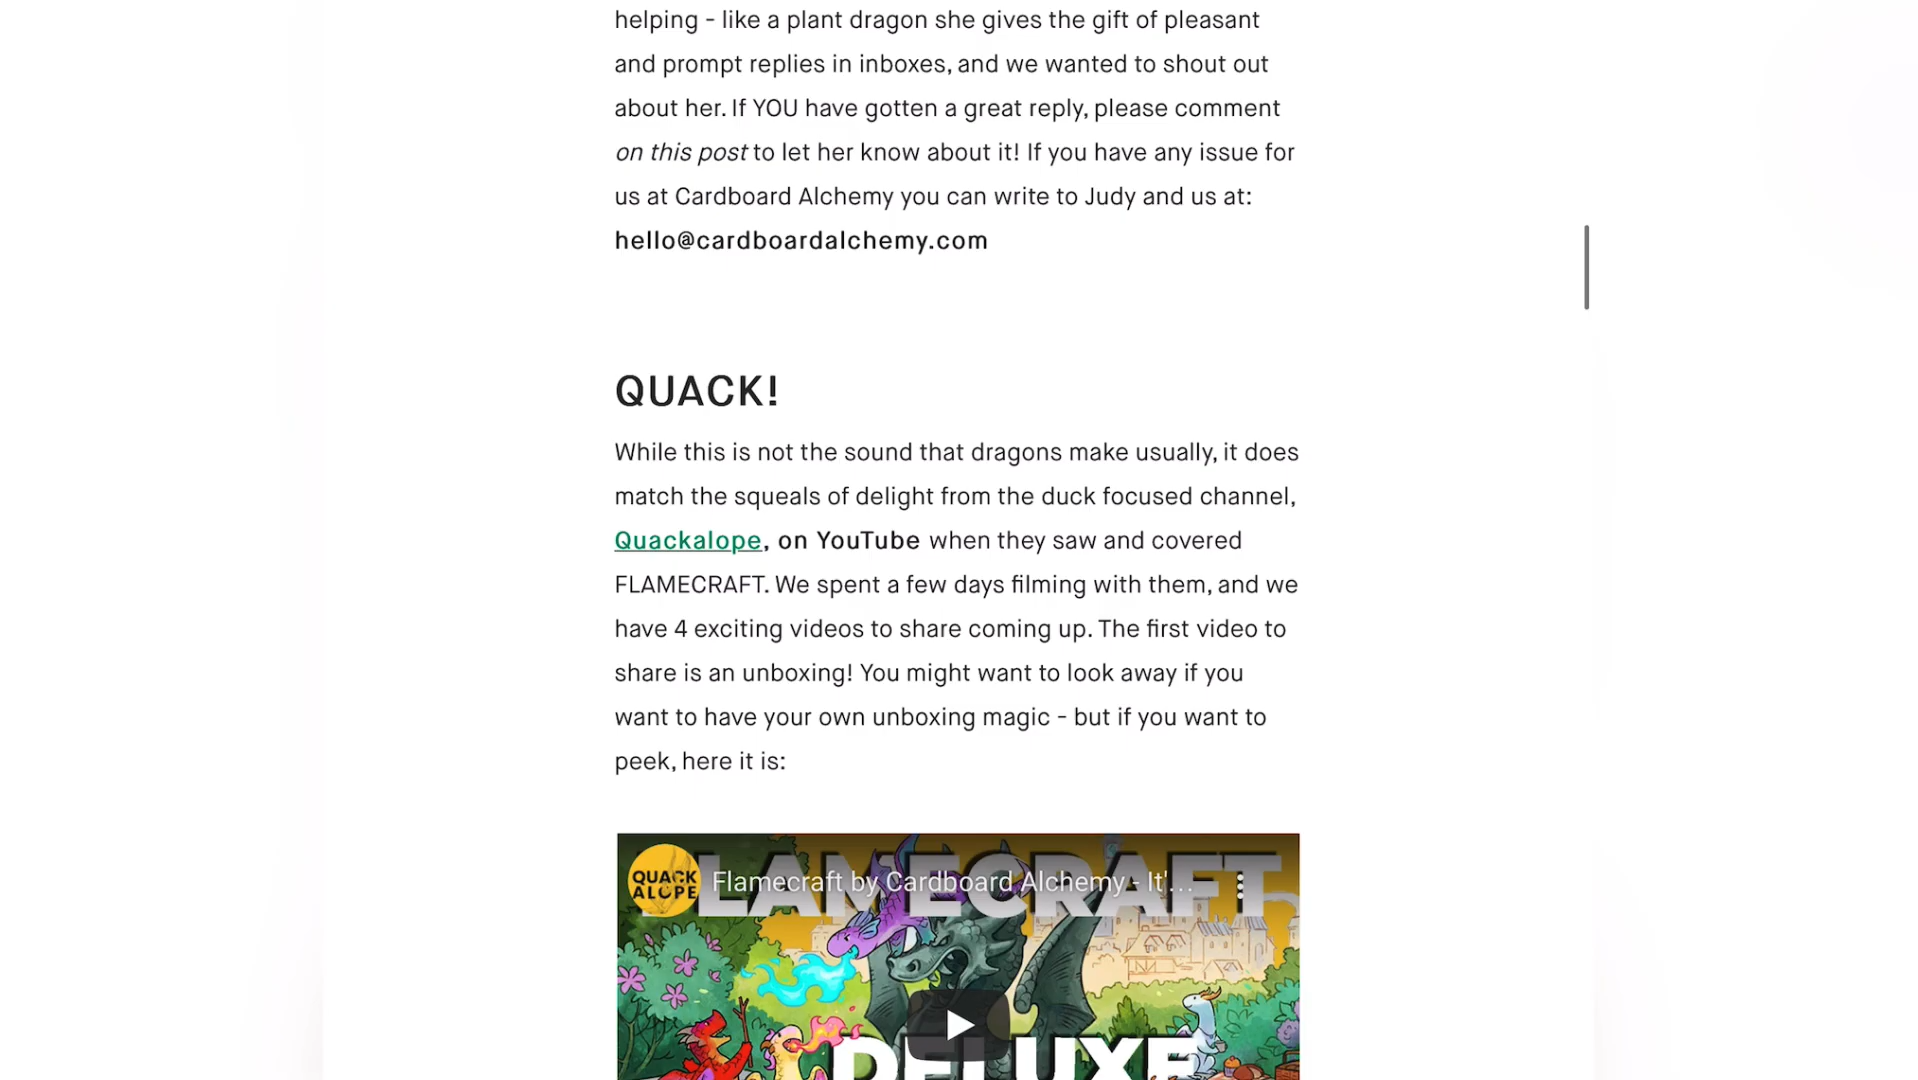 helping - like a plant dragon she gives the gift of pleasant
and prompt replies in inboxes, and we wanted to shout out
about her. If YOU have gotten a great reply, please comment
on this post to let her know about it! If you have any issue for
us at Cardboard Alchemy you can write to Judy and us at:
hello@cardboardalchemy.com
QUACK!
While this is not the sound that dragons make usually, it does
match the squeals of delight from the duck focused channel,
Quackalope, on YouTube when they saw and covered
FLAMECRAFT. We spent a few days filming with them, and we
have 4 exciting videos to share coming up. The first video to
share is an unboxing! You might want to look away if you
want to have your own unboxing magic - but if you want to
peek, here it is:
FLAMECRAFT
QUACK
ALOPE
Flamecraft by Cardboard Alchemy - It'...
DELUXE